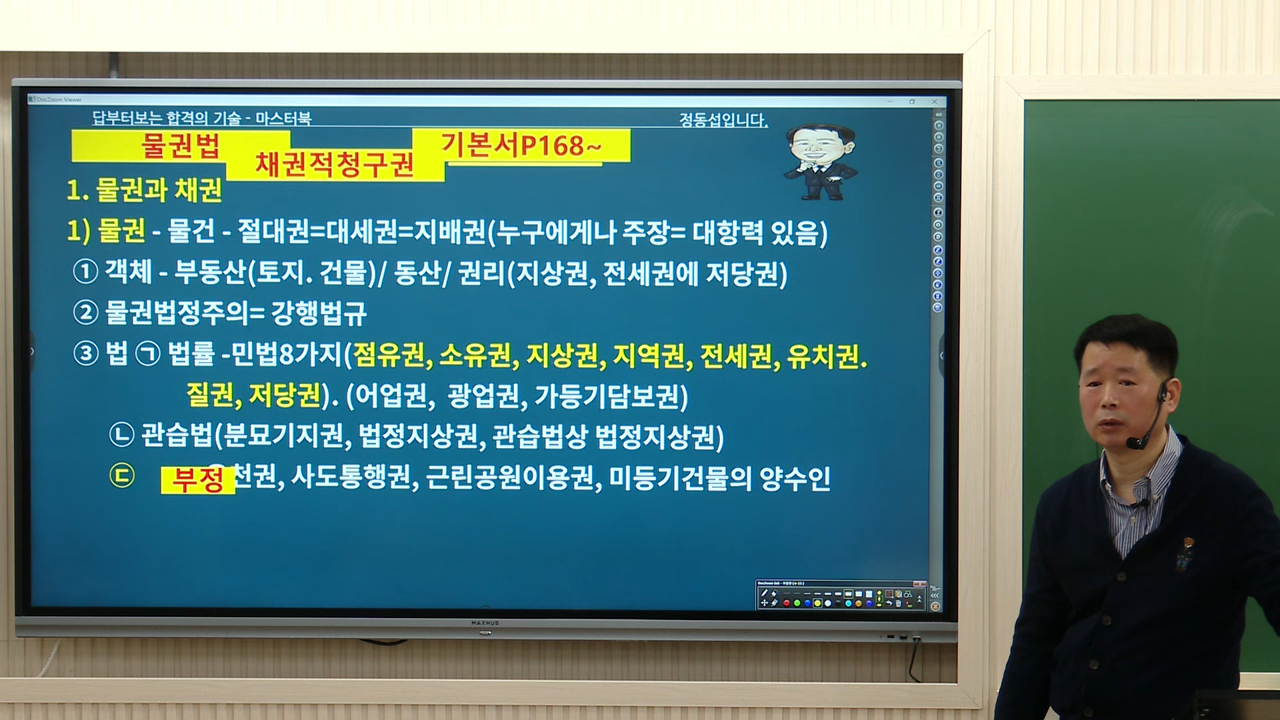 DocZoom Viewer
답부터보는 합격의 기술 - 마스터북
정동섭입니다.
물권법
채권적청구권
기본서P168~
1. 물권과 채권
1) 물권 - 물건 - 절대권=대세권=지배권(누구에게나 주장= 대항력 있음)
① 객체 - 부동산(토지. 건물)/ 동산/ 권리(지상권, 전세권에 저당권)
② 물권법정주의= 강행법규
③ 법 ㉠ 법률 -민법8가지(점유권, 소유권, 지상권, 지역권, 전세권, 유치권.
질권, 저당권). (어업권, 광업권, 가등기담보권)
㉡ 관습법(분묘기지권, 법정지상권, 관습법상 법정지상권)
㉢ 부정 천권, 사도통행권, 근린공원이용권, 미등기건물의 양수인
MAXHUB